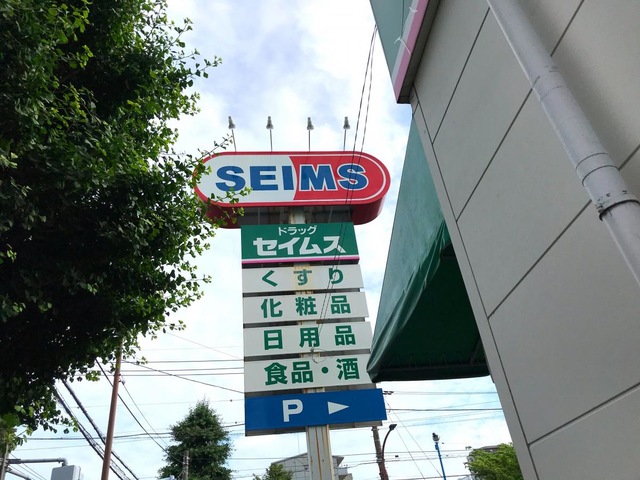 SEIMS
ドラッグ
セイムス
くすり
化粧品
日用品
食品・酒
P